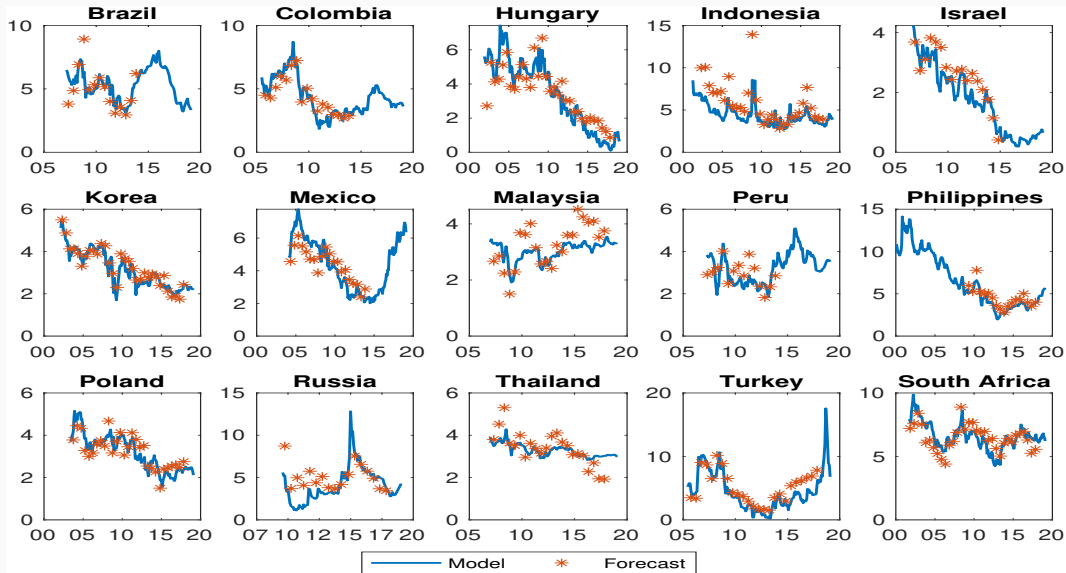 Brazil Colombia Hungary Indonesia Israel
10 10 6 15 4
5 5 4 10 2
0 0 2 5 0
0 0
05 10 15 20 05 10 15 20 00 05 10 15 20 00 05 10 15 20 00 05 10 15 20
Korea Mexico Malaysia Peru Philippines
6 6 4 6 15
4 4 2 4 10
2 2 0 2 5
0 0 0 0
00 05 10 15 20 00 05 10 15 20 05 10 15 20 05 10 15 20 00 05 10 15 20
Poland Russia Thailand Turkey South Africa
6 15 6 20 10
4 10 4 10 5
2 5 2 0 0
0 0 0
00 05 10 15 20 07 10 12 15 17 20 05 10 15 20 05 10 15 20 00 05 10 15 20
Model Forecast